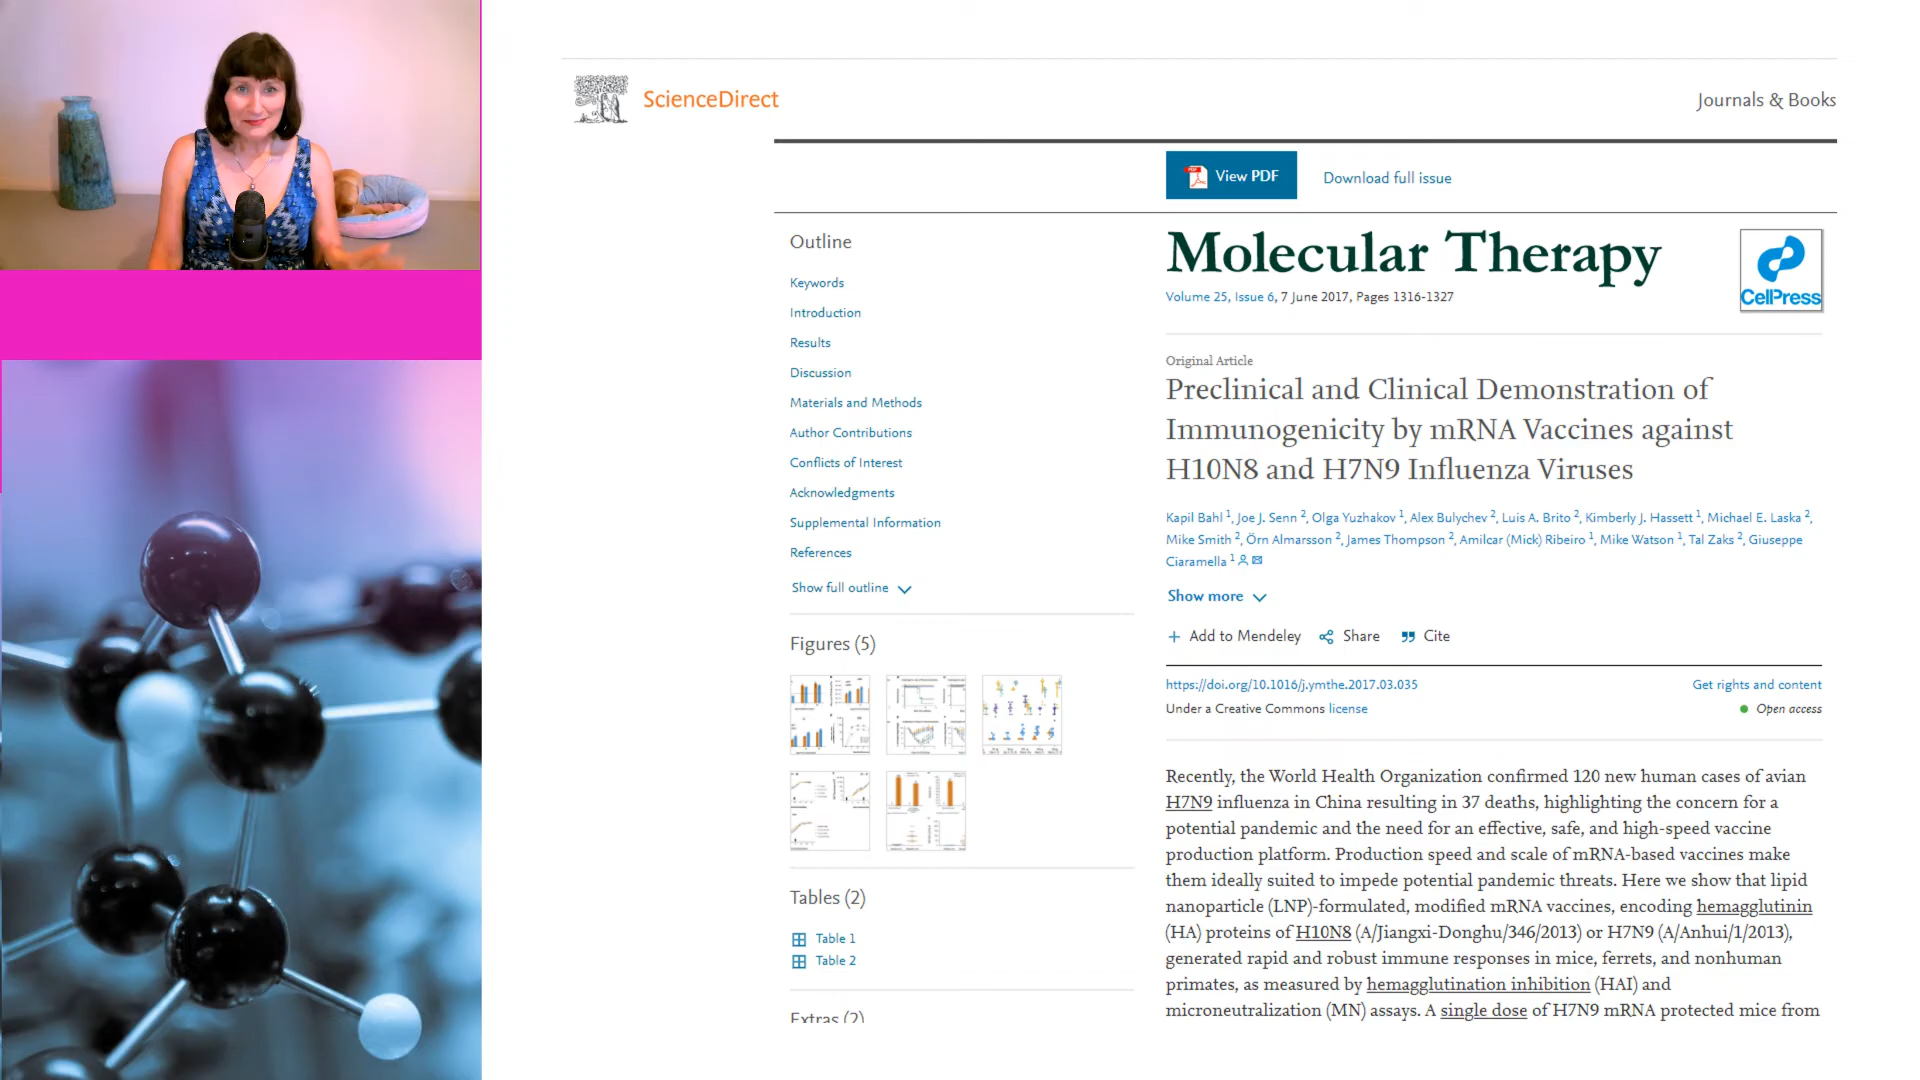 ScienceDirect
Journals & Books
View PDF
Download full issue
Outline
Keywords
Introduction
Results
Discussion
Materials and Methods
Author Contributions
Conflicts of Interest
Acknowledgments
Supplemental Information
References
Show full outline
Figures (5)
Tables (2)
Table 1
Table 2
Extras (2)
Molecular Therapy
CellPress
Volume 25, Issue 6, 7 June 2017, Pages 1316-1327
Original Article
Preclinical and Clinical Demonstration of
Immunogenicity by mRNA Vaccines against
H10N8 and H7N9 Influenza Viruses
Kapil Bahl 1, Joe J. Senn 2, Olga Yuzhakov 1, Alex Bulychev 2, Luis A. Brito 2, Kimberly J. Hassett 1, Michael E. Laska 2,
Mike Smith 2, Örn Almarsson 2, James Thompson 2, Amilcar (Mick) Ribeiro 1, Mike Watson 1, Tal Zaks 2, Giuseppe
Ciaramella 1
Show more
Add to Mendeley Share Cite
https://doi.org/10.1016/j.ymthe.2017.03.035
Get rights and content
Under a Creative Commons license
Open access
Recently, the World Health Organization confirmed 120 new human cases of avian
H7N9 influenza in China resulting in 37 deaths, highlighting the concern for a
potential pandemic and the need for an effective, safe, and high-speed vaccine
production platform. Production speed and scale of mRNA-based vaccines make
them ideally suited to impede potential pandemic threats. Here we show that lipid
nanoparticle (LNP)-formulated, modified mRNA vaccines, encoding hemagglutinin
(HA) proteins of H10N8 (A/Jiangxi-Donghu/346/2013) or H7N9 (A/Anhui/1/2013),
generated rapid and robust immune responses in mice, ferrets, and nonhuman
primates, as measured by hemagglutination inhibition (HAI) and
microneutralization (MN) assays. A single dose of H7N9 mRNA protected mice from